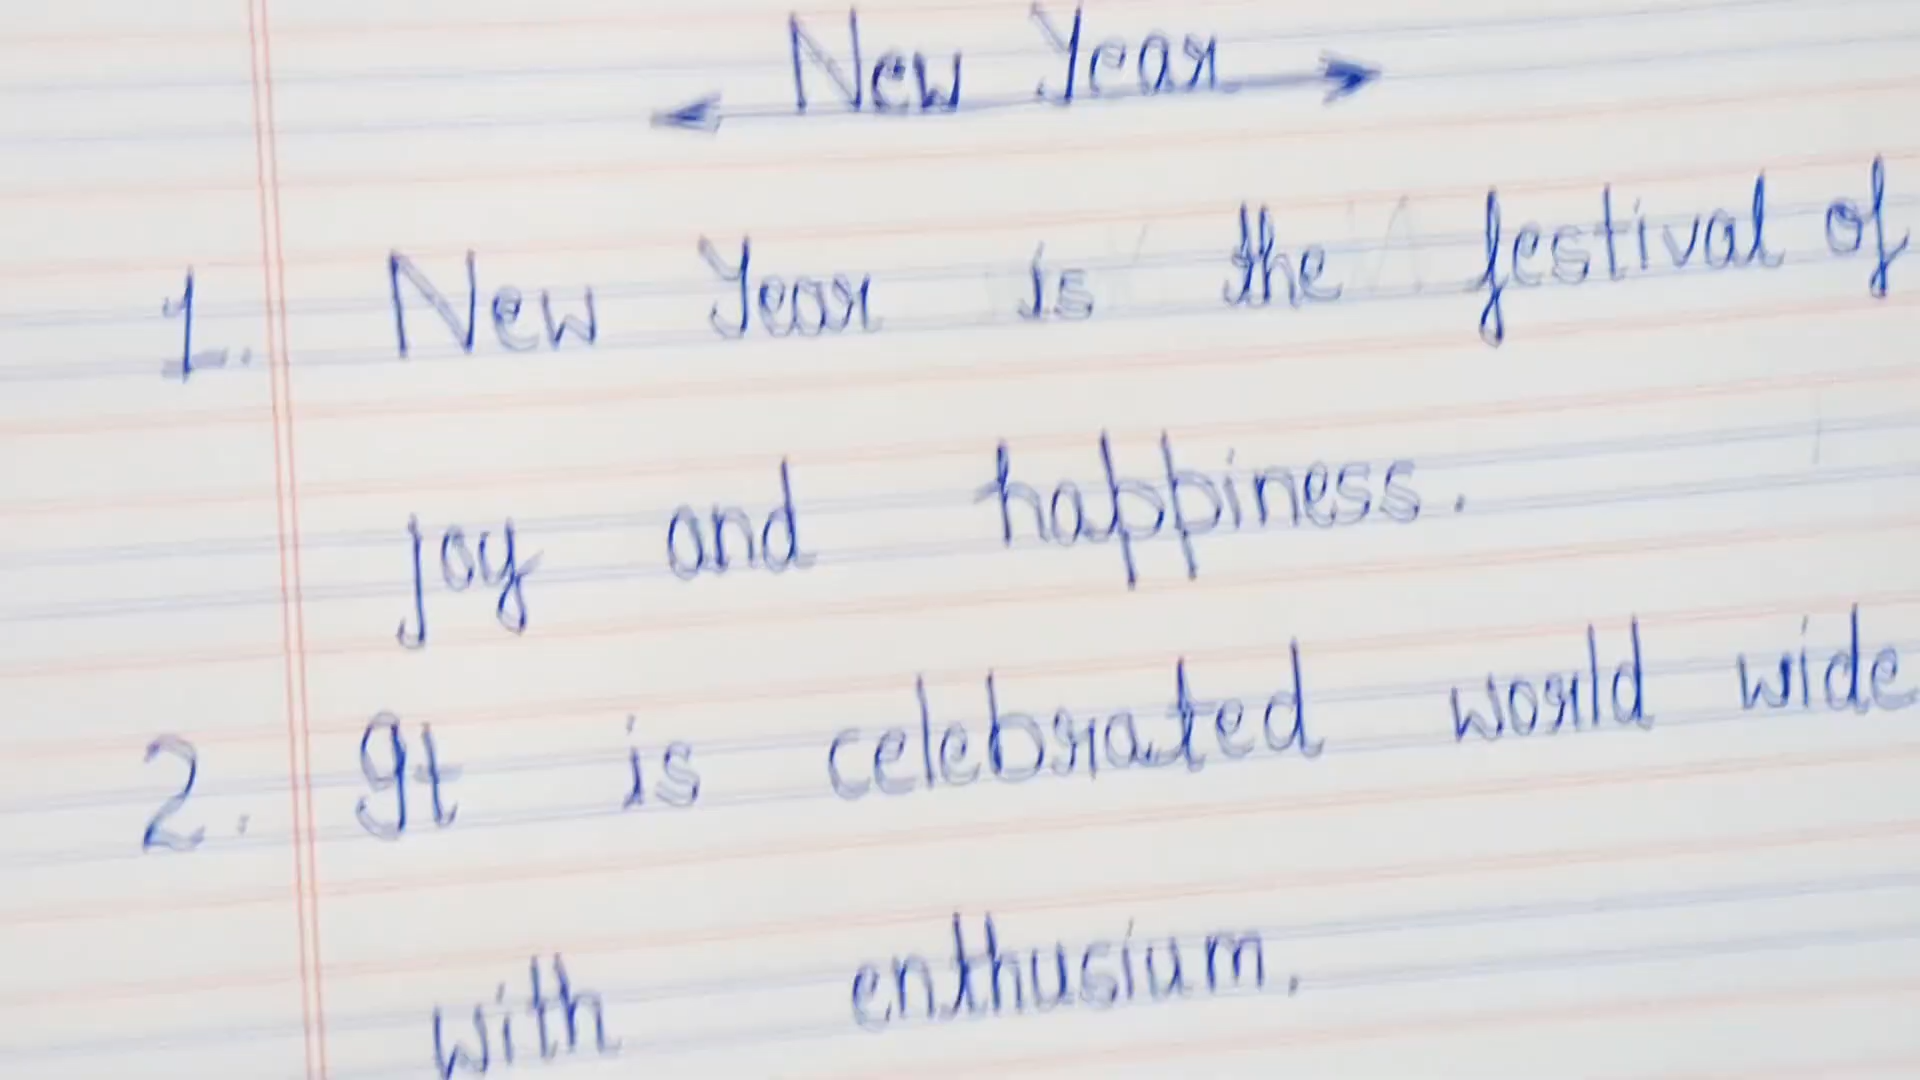 New Year
1. New Year is the festival of
joy and happiness.
2. It is celebrated world wide
with enthusium.